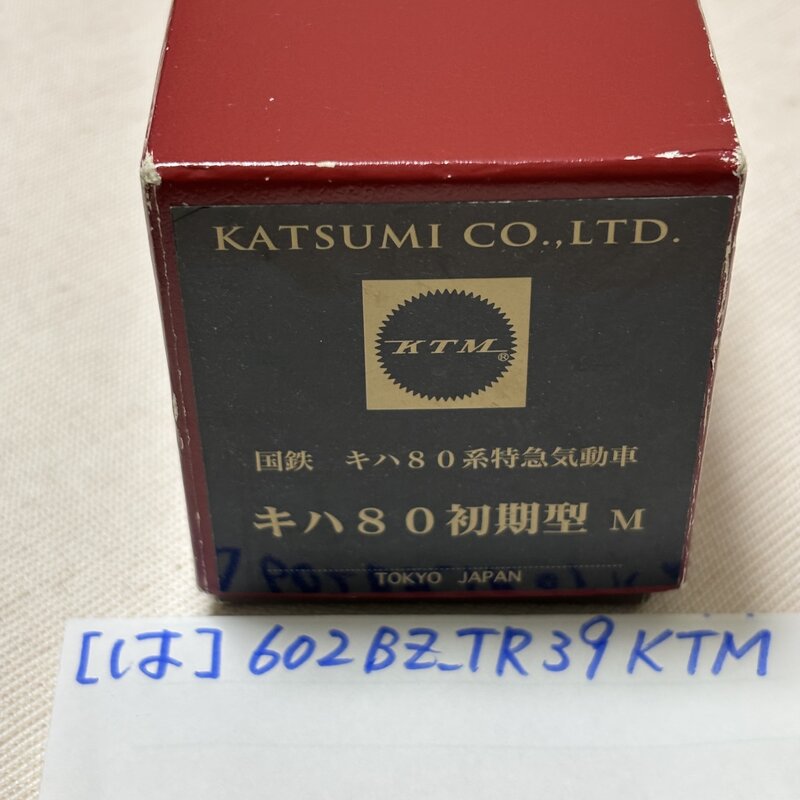 KATSUMI CO.,LTD.
KTM®
国鉄 キハ80系特急気動車
キハ80初期型 M
TOKYO JAPAN
[は] 602BZ_TR39KTM